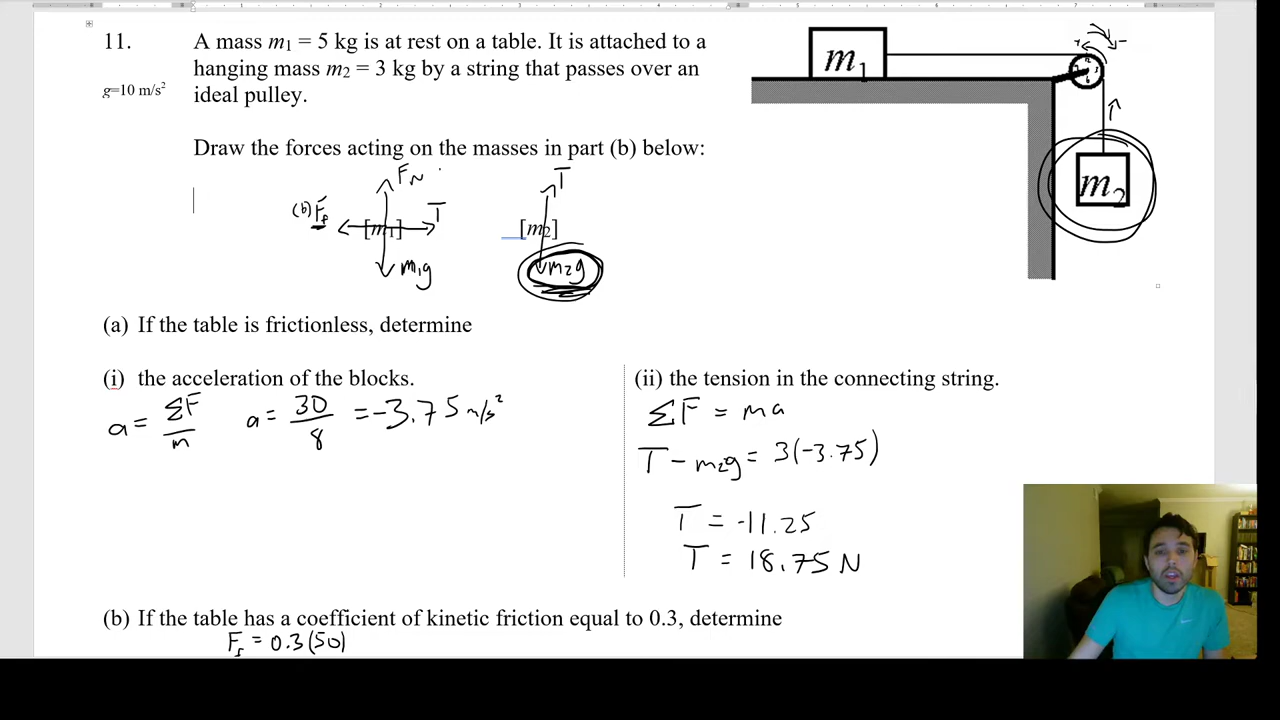 11. A mass m1 = 5 kg is at rest on a table. It is attached to a
g=10 m/s² hanging mass m2 = 3 kg by a string that passes over an
ideal pulley.
m1
+ -
m2
Draw the forces acting on the masses in part (b) below:
FN T
(b) Ff [m1] T [m2]
m1g m2g
(a) If the table is frictionless, determine
(i) the acceleration of the blocks.
a = ΣF/m a = 30/8 = -3.75 m/s²
(ii) the tension in the connecting string.
ΣF = ma
T - m2g = 3(-3.75)
T = -11.25
T = 18.75 N
(b) If the table has a coefficient of kinetic friction equal to 0.3, determine
Ff = 0.3(50)